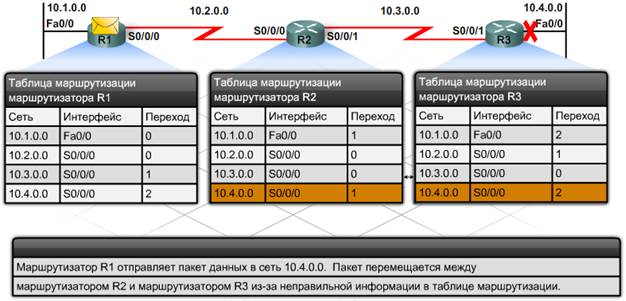 10.1.0.0 10.2.0.0 10.3.0.0 10.4.0.0
Fa0/0 R1 S0/0/0 S0/0/0 R2 S0/0/1 S0/0/1 R3 Fa0/0
Таблица маршрутизации
маршрутизатора R1
Сеть Интерфейс Переход
10.1.0.0 Fa0/0 0
10.2.0.0 S0/0/0 0
10.3.0.0 S0/0/0 1
10.4.0.0 S0/0/0 2
Таблица маршрутизации
маршрутизатора R2
Сеть Интерфейс Переход
10.1.0.0 Fa0/0 1
10.2.0.0 S0/0/0 0
10.3.0.0 S0/0/0 0
10.4.0.0 S0/0/0 1
Таблица маршрутизации
маршрутизатора R3
Сеть Интерфейс Переход
10.1.0.0 Fa0/0 2
10.2.0.0 S0/0/0 1
10.3.0.0 S0/0/0 0
10.4.0.0 S0/0/0 2
Маршрутизатор R1 отправляет пакет данных в сеть 10.4.0.0. Пакет перемещается между
маршрутизатором R2 и маршрутизатором R3 из-за неправильной информации в таблице маршрутизации.